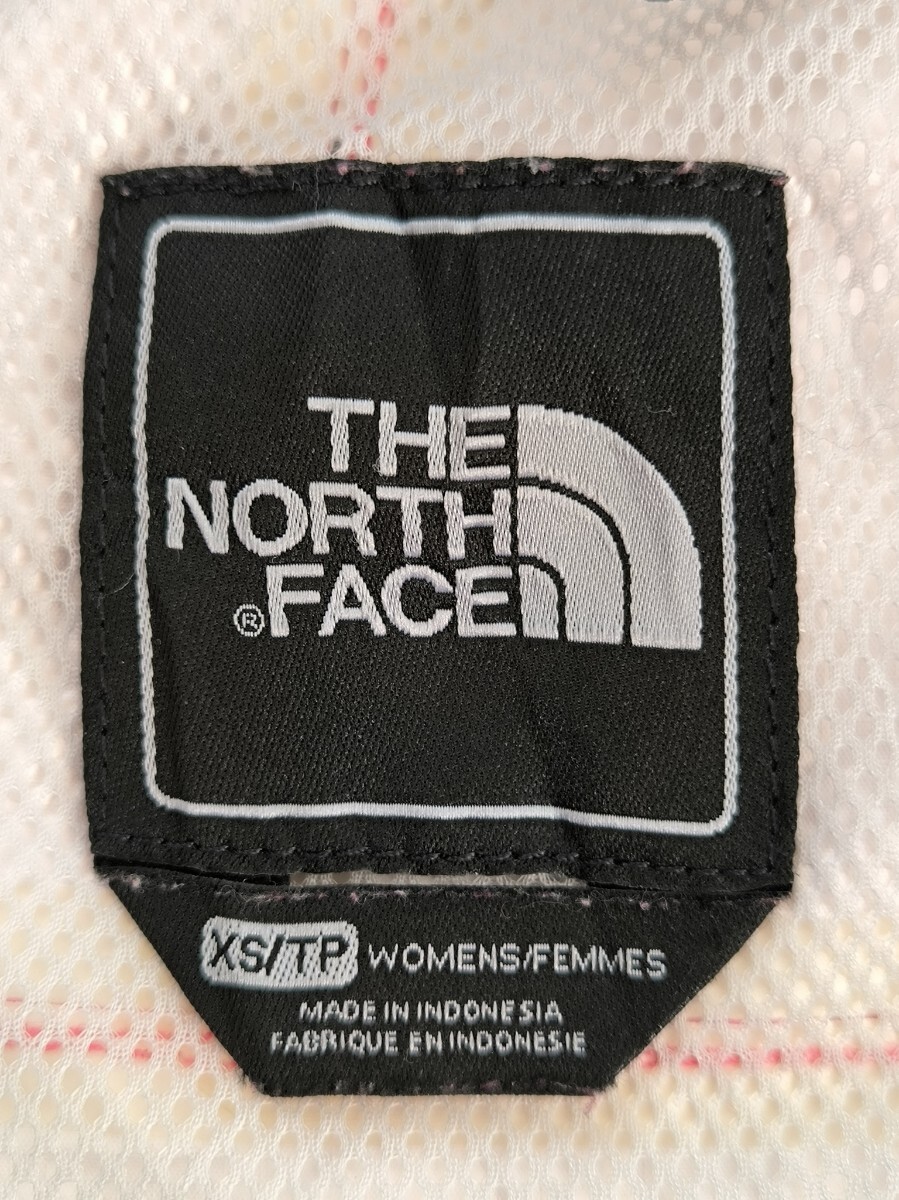 THE
NORTH
®FACE
XS/TP WOMENS/FEMMES
MADE IN INDONESIA
FABRIQUE EN INDONESIE